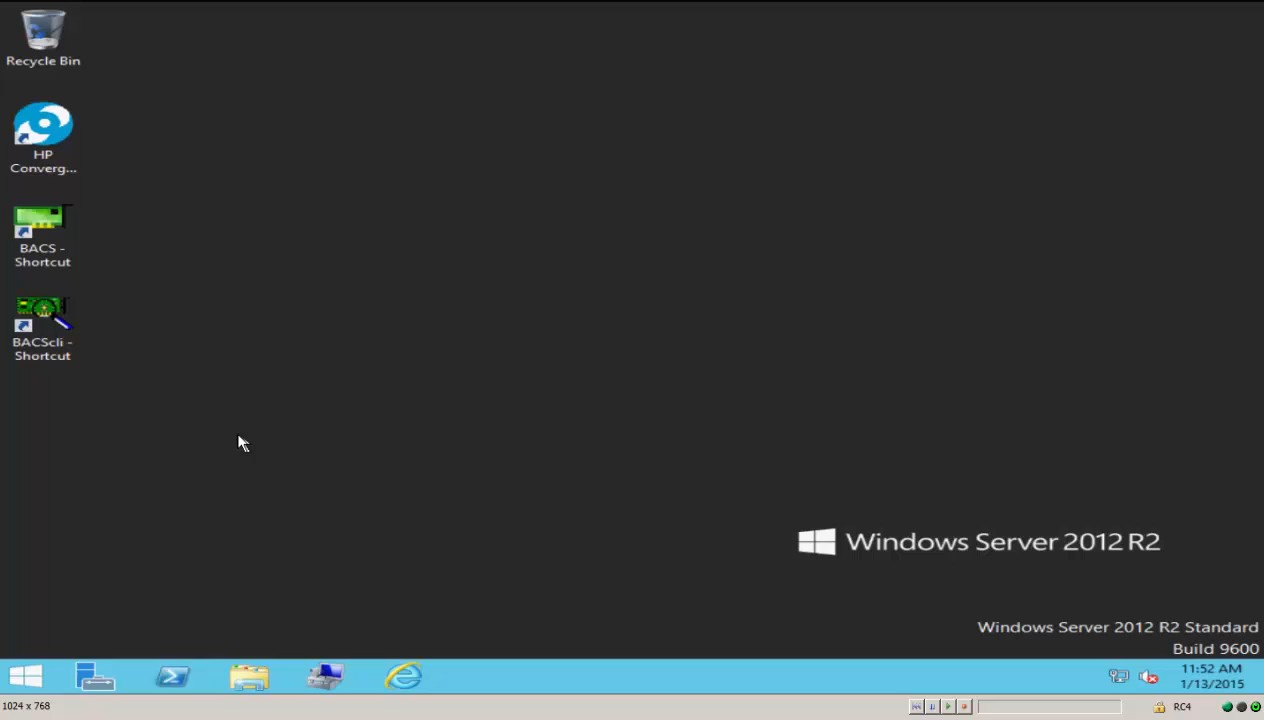 Recycle Bin
HP
Converg...
BACS -
Shortcut
BACScli -
Shortcut
Windows Server 2012 R2
Windows Server 2012 R2 Standard
Build 9600
11:52 AM
1/13/2015
1024 x 768
RC4